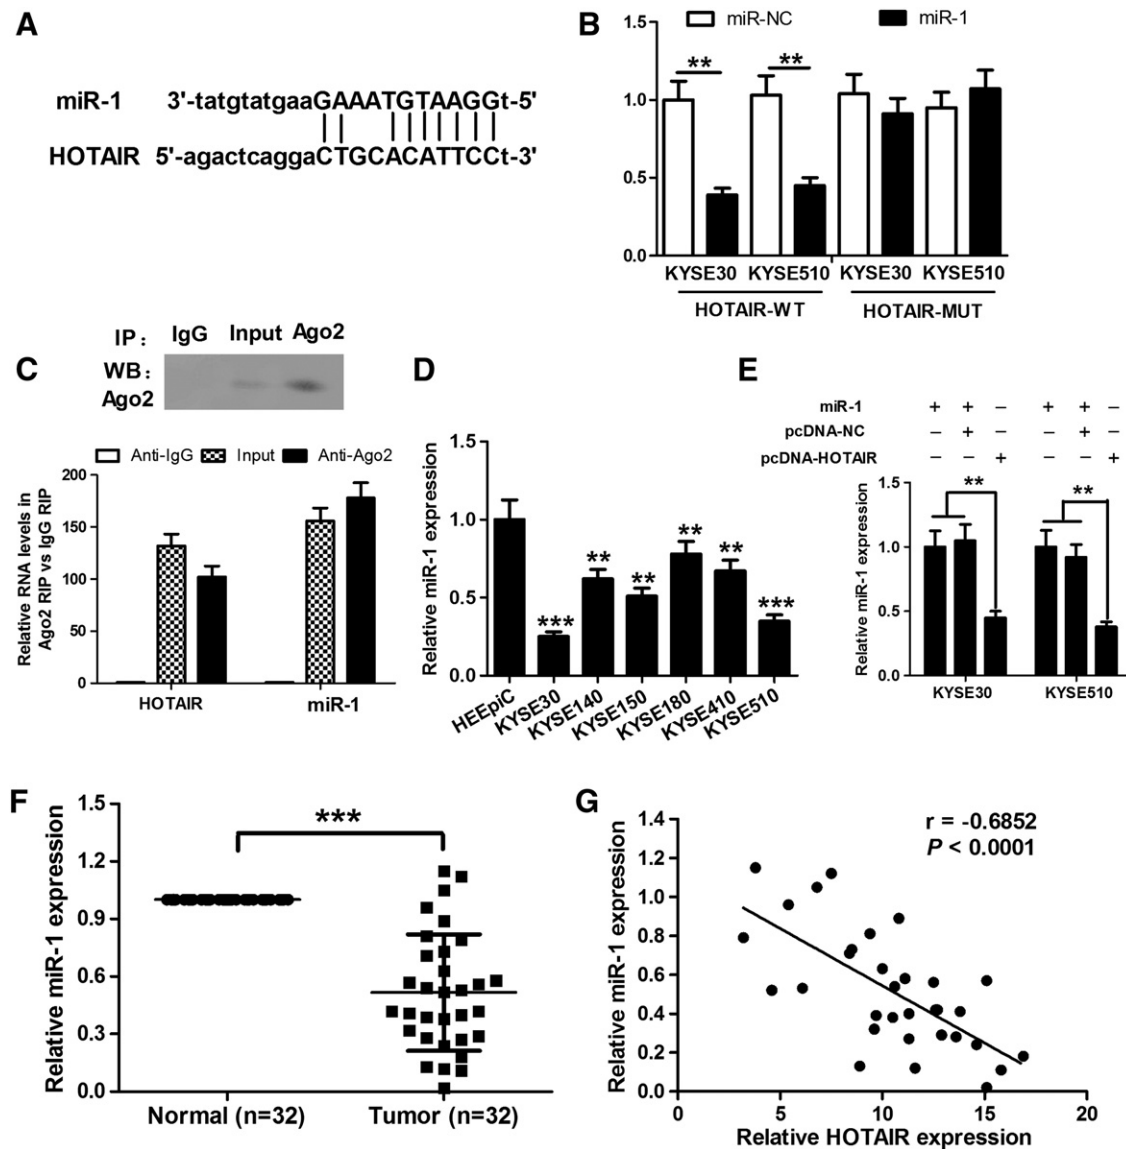 A
miR-1 3'-tatgtatgaaGAAATGTAAGGt-5'
HOTAIR 5'-agactcaggaCTGCACATTCCt-3'
B
miR-NC miR-1
1.5
1.0
0.5
0.0
** **
KYSE30 KYSE510 KYSE30 KYSE510
HOTAIR-WT HOTAIR-MUT
C
IP: IgG Input Ago2
WB:
Ago2
Anti-IgG Input Anti-Ago2
Relative RNA levels in
Ago2 RIP vs IgG RIP
200
150
100
50
0
HOTAIR miR-1
D
Relative miR-1 expression
1.5
1.0
0.5
0.0
*** ** ** ** ** ***
HEEpiC KYSE30 KYSE140 KYSE150 KYSE180 KYSE410 KYSE510
E
miR-1 + + – + + –
pcDNA-NC – + – – + –
pcDNA-HOTAIR – – + – – +
Relative miR-1 expression
1.5
1.0
0.5
0.0
** **
KYSE30 KYSE510
F
Relative miR-1 expression
1.5
1.2
0.9
0.6
0.3
0.0
***
Normal (n=32) Tumor (n=32)
G
Relative miR-1 expression
1.4
1.2
1.0
0.8
0.6
0.4
0.2
0.0
r = -0.6852
P < 0.0001
0 5 10 15 20
Relative HOTAIR expression